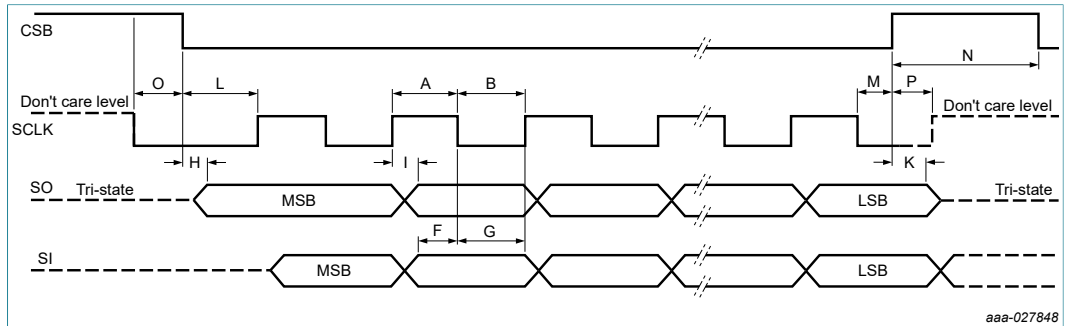 CSB
N
O
L
A
B
M
P
Don't care level
Don't care level
SCLK
H
I
K
SO
Tri-state
MSB
LSB
Tri-state
F
G
SI
MSB
LSB
aaa-027848